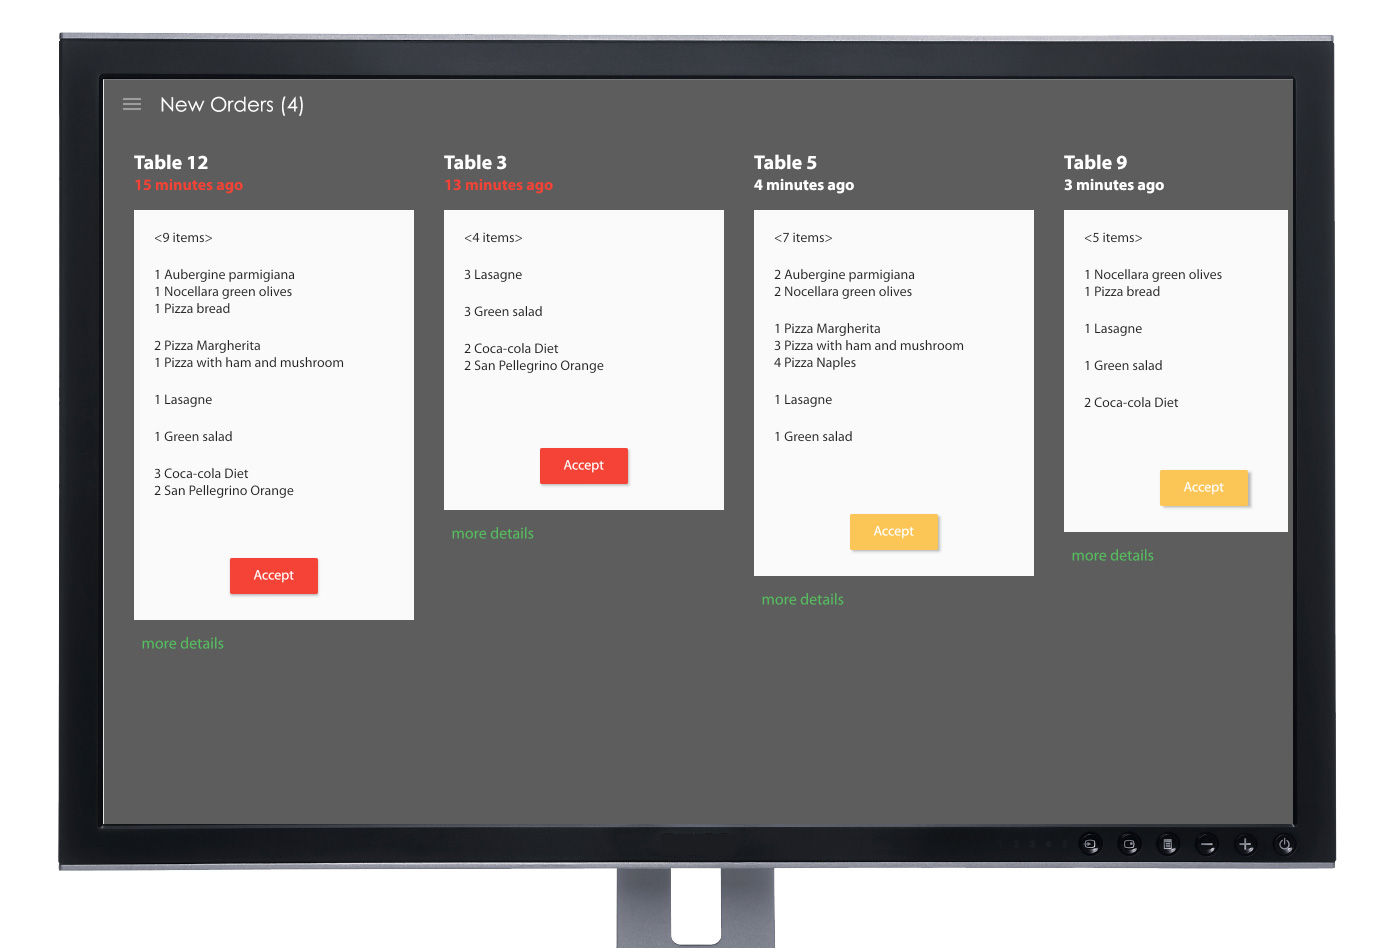 New Orders (4)
Table 12
15 minutes ago
<9 items>
1 Aubergine parmigiana
1 Nocellara green olives
1 Pizza bread
2 Pizza Margherita
1 Pizza with ham and mushroom
1 Lasagne
1 Green salad
3 Coca-cola Diet
2 San Pellegrino Orange
Accept
more details
Table 3
13 minutes ago
<4 items>
3 Lasagne
3 Green salad
2 Coca-cola Diet
2 San Pellegrino Orange
Accept
more details
Table 5
4 minutes ago
<7 items>
2 Aubergine parmigiana
2 Nocellara green olives
1 Pizza Margherita
3 Pizza with ham and mushroom
4 Pizza Naples
1 Lasagne
1 Green salad
Accept
more details
Table 9
3 minutes ago
<5 items>
1 Nocellara green olives
1 Pizza bread
1 Lasagne
1 Green salad
2 Coca-cola Diet
Accept
more details